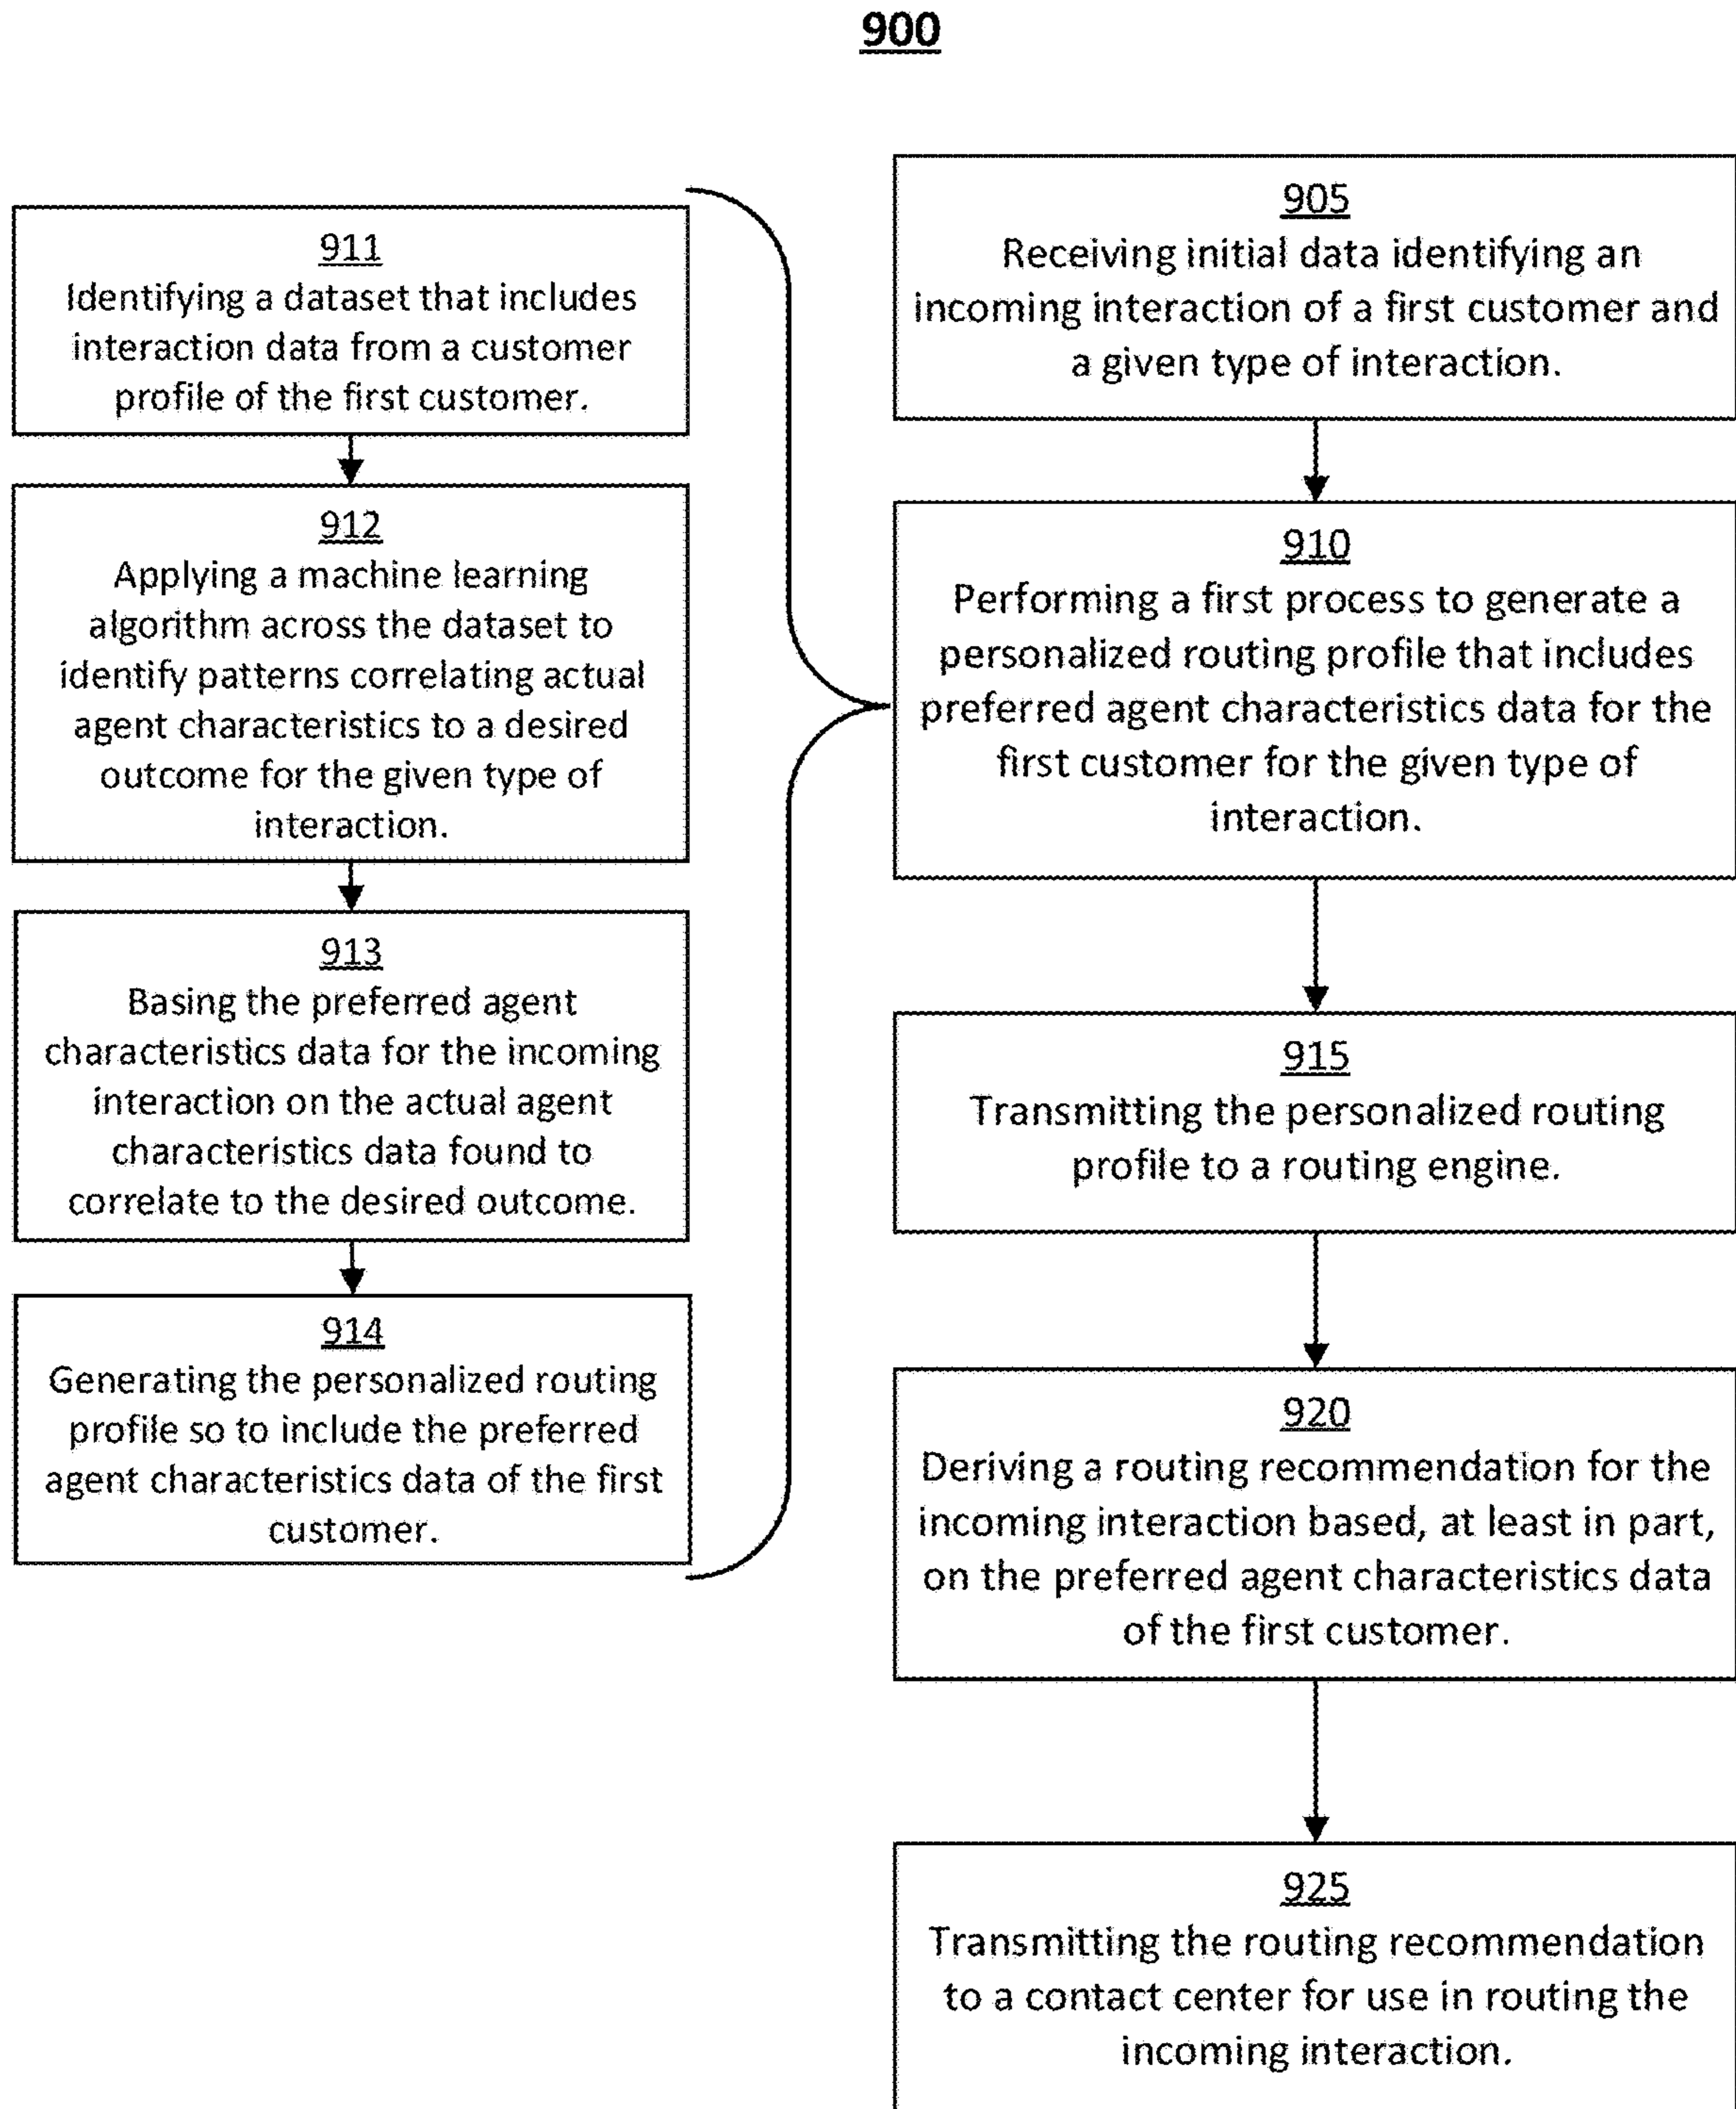 900
905
Receiving initial data identifying an
incoming interaction of a first customer and
a given type of interaction.
910
Performing a first process to generate a
personalized routing profile that includes
preferred agent characteristics data for the
first customer for the given type of
interaction.
911
Identifying a dataset that includes
interaction data from a customer
profile of the first customer.
912
Applying a machine learning
algorithm across the dataset to
identify patterns correlating actual
agent characteristics to a desired
outcome for the given type of
interaction.
913
Basing the preferred agent
characteristics data for the incoming
interaction on the actual agent
characteristics data found to
correlate to the desired outcome.
914
Generating the personalized routing
profile so to include the preferred
agent characteristics data of the first
customer.
915
Transmitting the personalized routing
profile to a routing engine.
920
Deriving a routing recommendation for the
incoming interaction based, at least in part,
on the preferred agent characteristics data
of the first customer.
925
Transmitting the routing recommendation
to a contact center for use in routing the
incoming interaction.